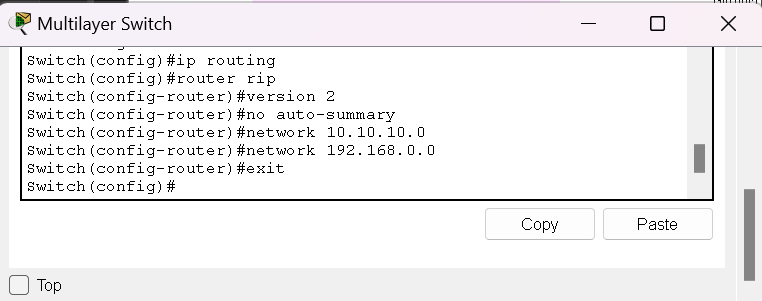 Multilayer Switch
Switch(config)#ip routing
Switch(config)#router rip
Switch(config-router)#version 2
Switch(config-router)#no auto-summary
Switch(config-router)#network 10.10.10.0
Switch(config-router)#network 192.168.0.0
Switch(config-router)#exit
Switch(config)#
Copy
Paste
Top